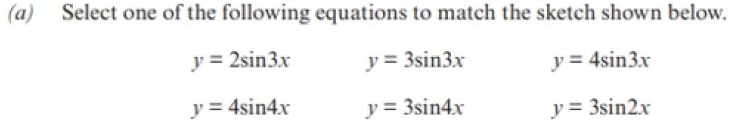 (a) Select one of the following equations to match the sketch shown below.
y = 2sin3x y = 3sin3x y = 4sin3x
y = 4sin4x y = 3sin4x y = 3sin2x